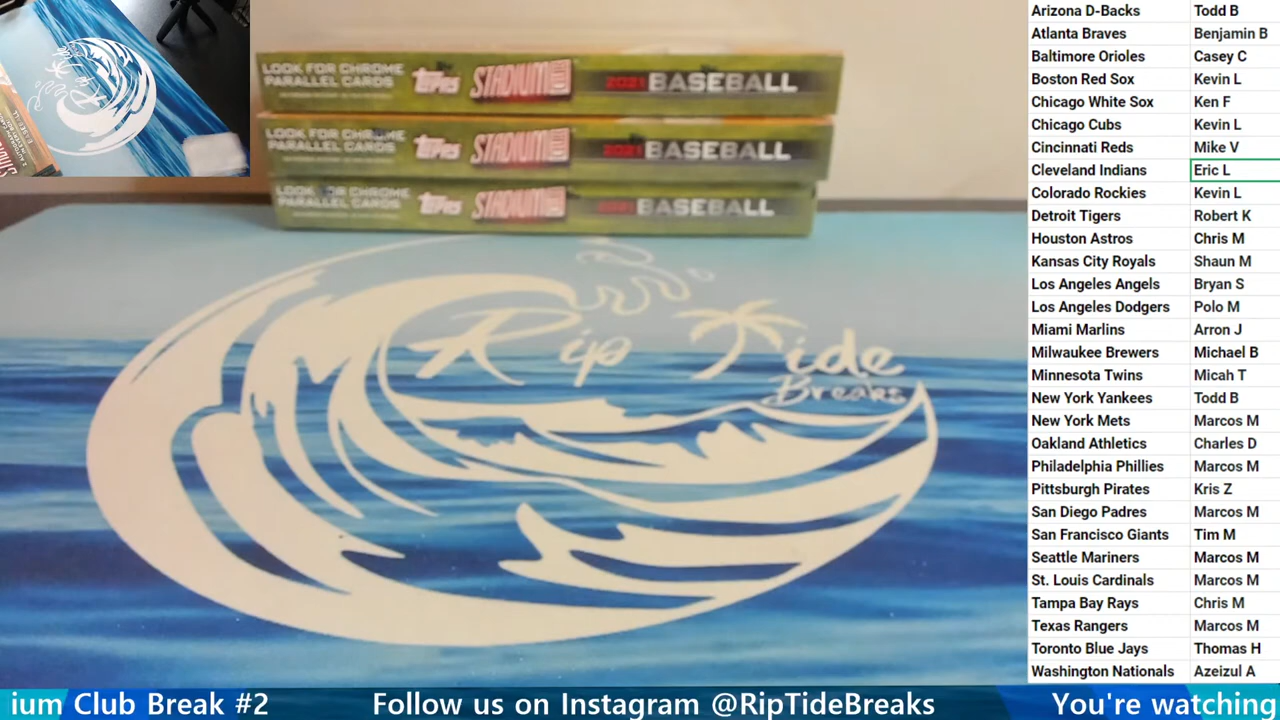 LOOK FOR CHROME
PARALLEL CARDS
Topps STADIUM CLUB 2021 BASEBALL
LOOK FOR CHROME
PARALLEL CARDS
Topps STADIUM CLUB 2021 BASEBALL
LOOK FOR CHROME
PARALLEL CARDS
Topps STADIUM CLUB 2021 BASEBALL
Rip Tide
Breaks
Arizona D-Backs Todd B
Atlanta Braves Benjamin B
Baltimore Orioles Casey C
Boston Red Sox Kevin L
Chicago White Sox Ken F
Chicago Cubs Kevin L
Cincinnati Reds Mike V
Cleveland Indians Eric L
Colorado Rockies Kevin L
Detroit Tigers Robert K
Houston Astros Chris M
Kansas City Royals Shaun M
Los Angeles Angels Bryan S
Los Angeles Dodgers Polo M
Miami Marlins Arron J
Milwaukee Brewers Michael B
Minnesota Twins Micah T
New York Yankees Todd B
New York Mets Marcos M
Oakland Athletics Charles D
Philadelphia Phillies Marcos M
Pittsburgh Pirates Kris Z
San Diego Padres Marcos M
San Francisco Giants Tim M
Seattle Mariners Marcos M
St. Louis Cardinals Marcos M
Tampa Bay Rays Chris M
Texas Rangers Marcos M
Toronto Blue Jays Thomas H
Washington Nationals Azeizul A
ium Club Break #2 Follow us on Instagram @RipTideBreaks You're watching